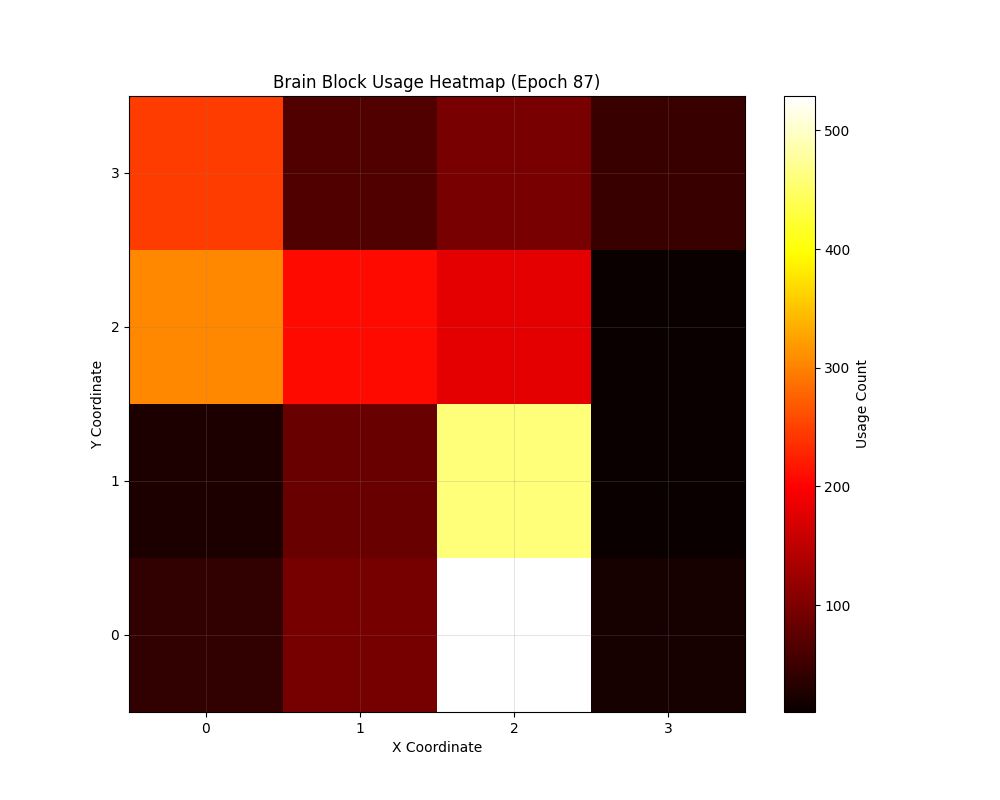 Brain Block Usage Heatmap (Epoch 87)
3
2
1
0
Y Coordinate
0 1 2 3
X Coordinate
500
400
300
200
100
Usage Count